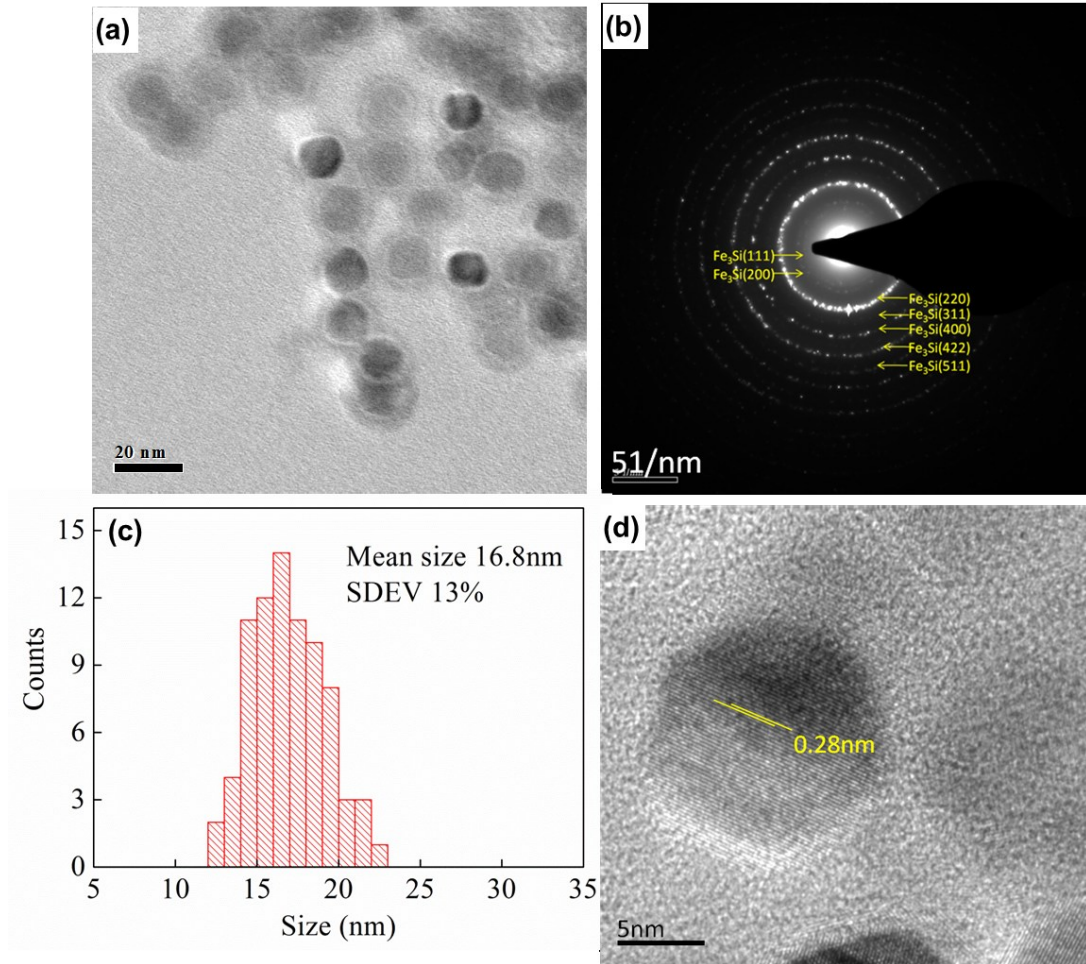 (a)
20 nm
(b)
Fe₃Si(111)
Fe₃Si(200)
Fe₃Si(220)
Fe₃Si(311)
Fe₃Si(400)
Fe₃Si(422)
Fe₃Si(511)
51/nm
(c)
Mean size 16.8nm
SDEV 13%
15
12
9
6
3
0
Counts
5
10
15
20
25
30
35
Size (nm)
(d)
0.28nm
5nm